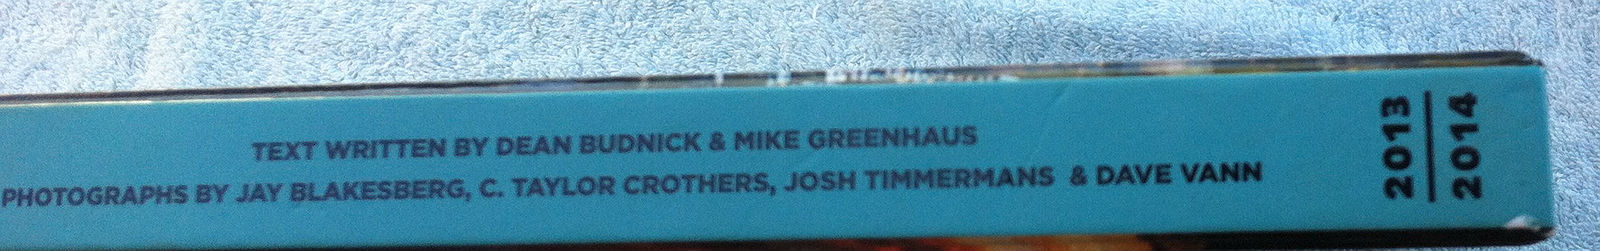 TEXT WRITTEN BY DEAN BUDNICK & MIKE GREENHAUS
PHOTOGRAPHS BY JAY BLAKESBERG, C. TAYLOR CROTHERS, JOSH TIMMERMANS & DAVE VANN
2013
2014